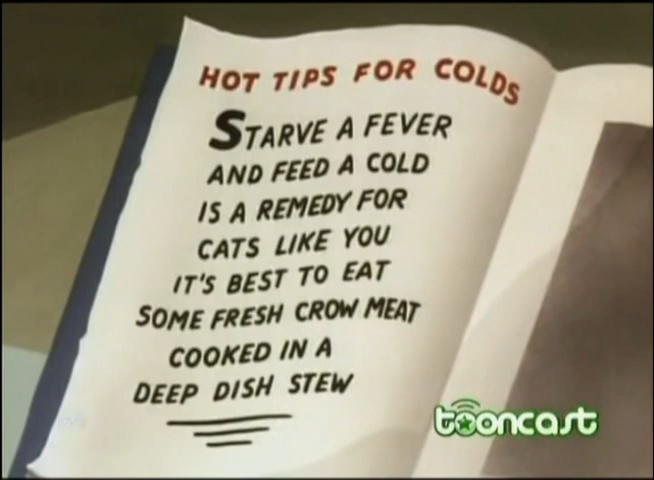 HOT TIPS FOR COLDS
STARVE A FEVER
AND FEED A COLD
IS A REMEDY FOR
CATS LIKE YOU
IT'S BEST TO EAT
SOME FRESH CROW MEAT
COOKED IN A
DEEP DISH STEW
tooncast